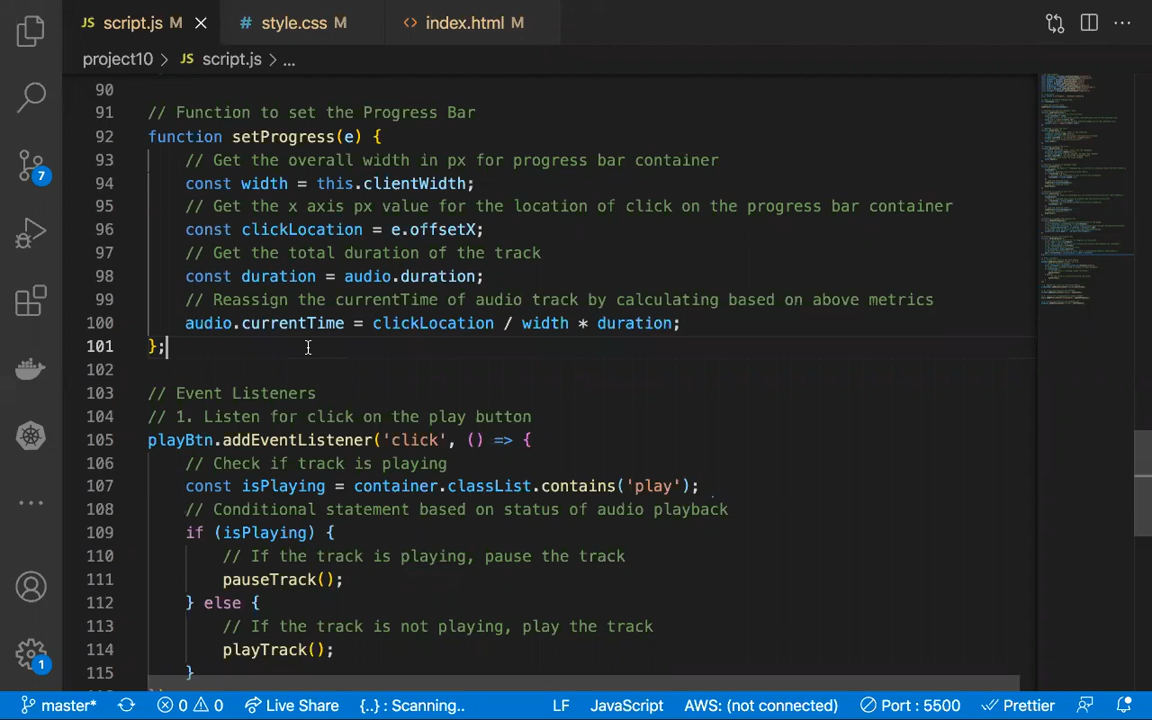 JS script.js M
# style.css M
<> index.html M
project10 > JS script.js > ...
90
91 // Function to set the Progress Bar
92 function setProgress(e) {
93 // Get the overall width in px for progress bar container
94 const width = this.clientWidth;
95 // Get the x axis px value for the location of click on the progress bar container
96 const clickLocation = e.offsetX;
97 // Get the total duration of the track
98 const duration = audio.duration;
99 // Reassign the currentTime of audio track by calculating based on above metrics
100 audio.currentTime = clickLocation / width * duration;
101 };
102
103 // Event Listeners
104 // 1. Listen for click on the play button
105 playBtn.addEventListener('click', () => {
106 // Check if track is playing
107 const isPlaying = container.classList.contains('play');
108 // Conditional statement based on status of audio playback
109 if (isPlaying) {
110 // If the track is playing, pause the track
111 pauseTrack();
112 } else {
113 // If the track is not playing, play the track
114 playTrack();
115 }
7
1
master* 0 0 Live Share {..} : Scanning.. LF JavaScript AWS: (not connected) Port : 5500 Prettier